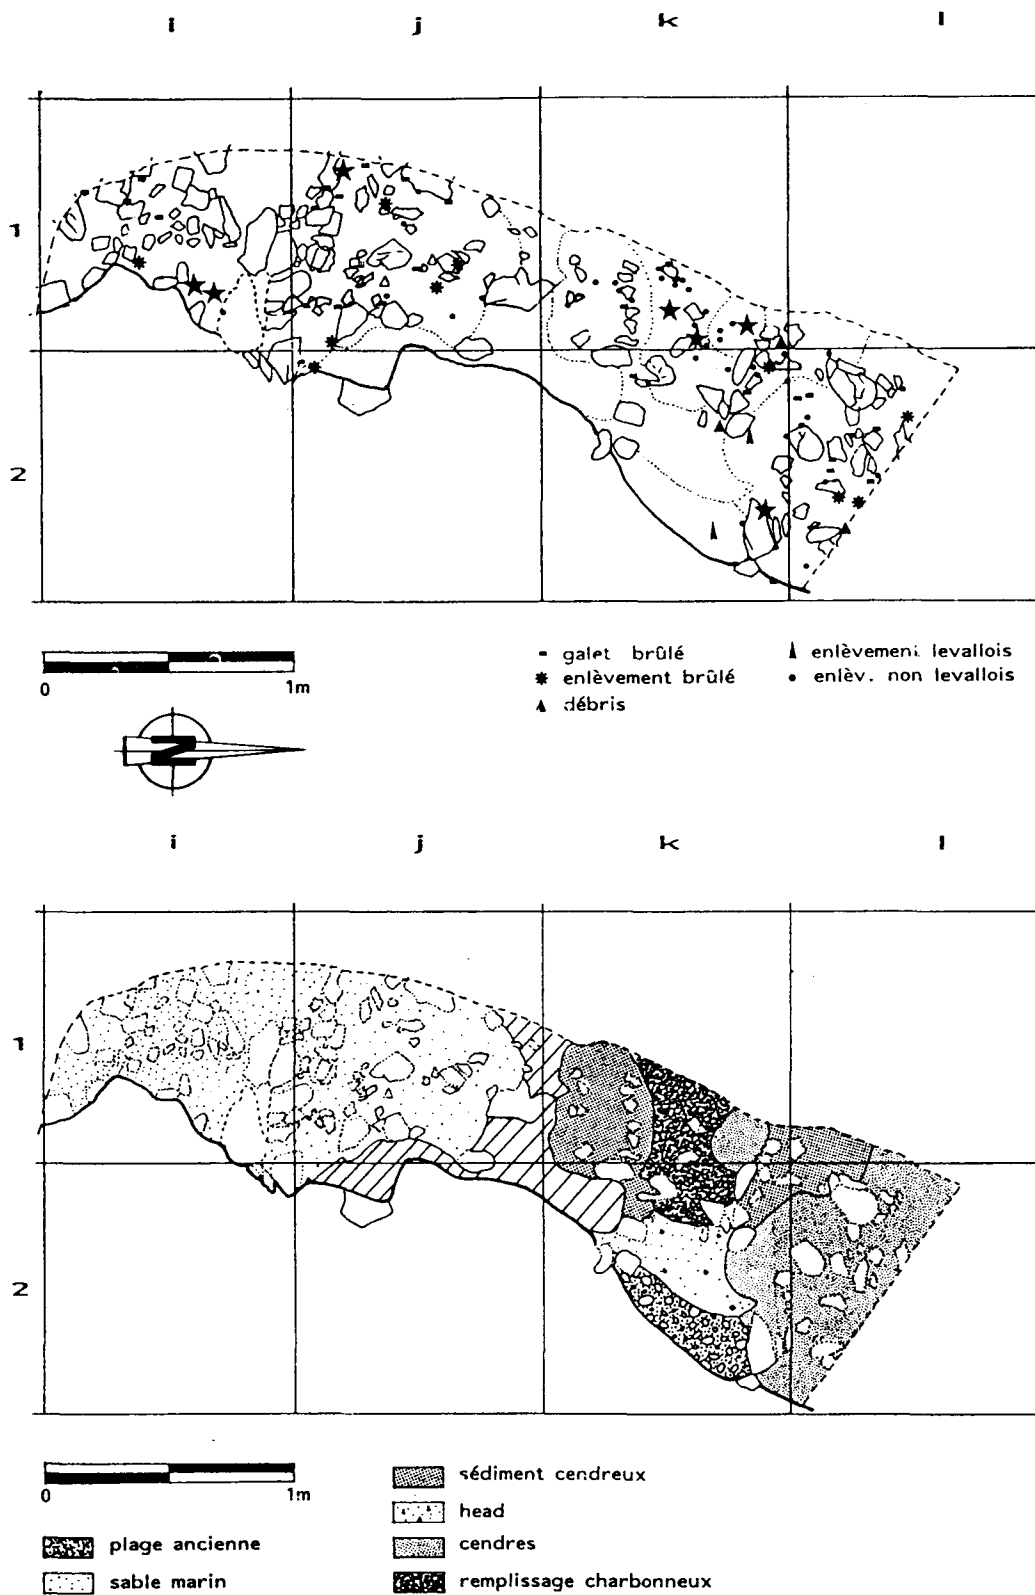 i j k l
1
2
0 1m
- galet brûlé
✸ enlèvement brûlé
▲ débris
enlèvement levallois
• enlèv. non levallois
N
i j k l
1
2
0 1m
plage ancienne
sable marin
sédiment cendreux
head
cendres
remplissage charbonneux